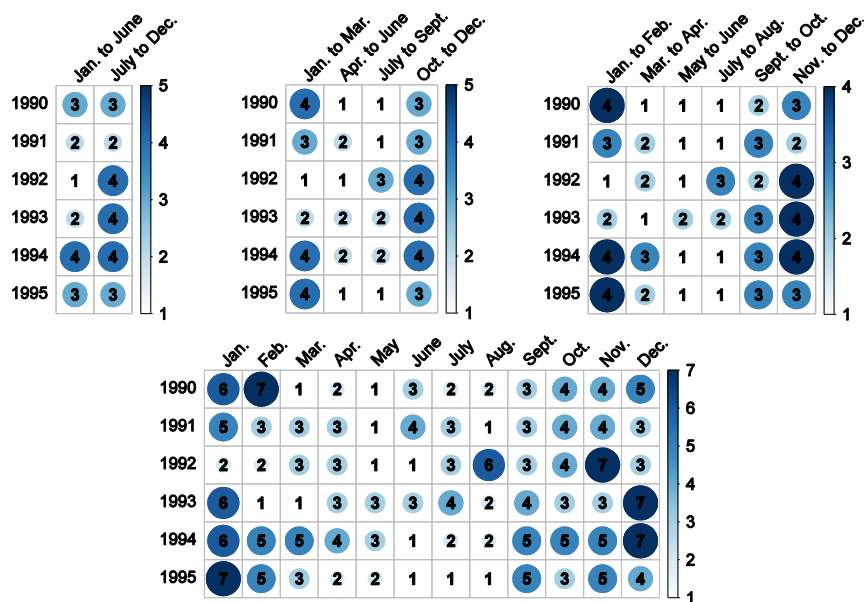 Jan. to June July to Dec.
1990 3 3
1991 2 2
1992 1 4
1993 2 4
1994 4 4
1995 3 3
5
4
3
2
1
Jan. to Mar. Apr. to June July to Sept. Oct. to Dec.
1990 4 1 1 3
1991 3 2 1 3
1992 1 1 3 4
1993 2 2 2 4
1994 4 2 2 4
1995 4 1 1 3
5
4
3
2
1
Jan. to Feb. Mar. to Apr. May to June July to Aug. Sept. to Oct. Nov. to Dec.
1990 4 1 1 1 2 3
1991 3 2 1 1 3 2
1992 1 2 1 3 2 4
1993 2 1 2 2 3 4
1994 4 3 1 1 3 4
1995 4 2 1 1 3 3
4
3
2
1
Jan. Feb. Mar. Apr. May June July Aug. Sept. Oct. Nov. Dec.
1990 6 7 1 2 1 3 2 2 3 4 4 5
1991 5 3 3 3 1 4 3 1 3 4 4 3
1992 2 2 3 3 1 1 3 6 3 4 7 3
1993 6 1 1 3 3 3 4 2 4 3 3 7
1994 6 5 5 4 3 1 2 2 5 5 5 7
1995 7 5 3 2 2 1 1 1 5 3 5 4
7
6
5
4
3
2
1